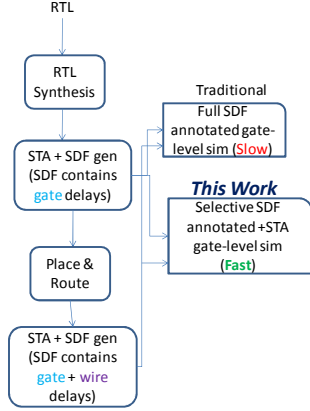 RTL
RTL
Synthesis
STA + SDF gen
(SDF contains
gate delays)
Place &
Route
STA + SDF gen
(SDF contains
gate + wire
delays)
Traditional
Full SDF
annotated gate-
level sim (Slow)
This Work
Selective SDF
annotated +STA
gate-level sim
(Fast)